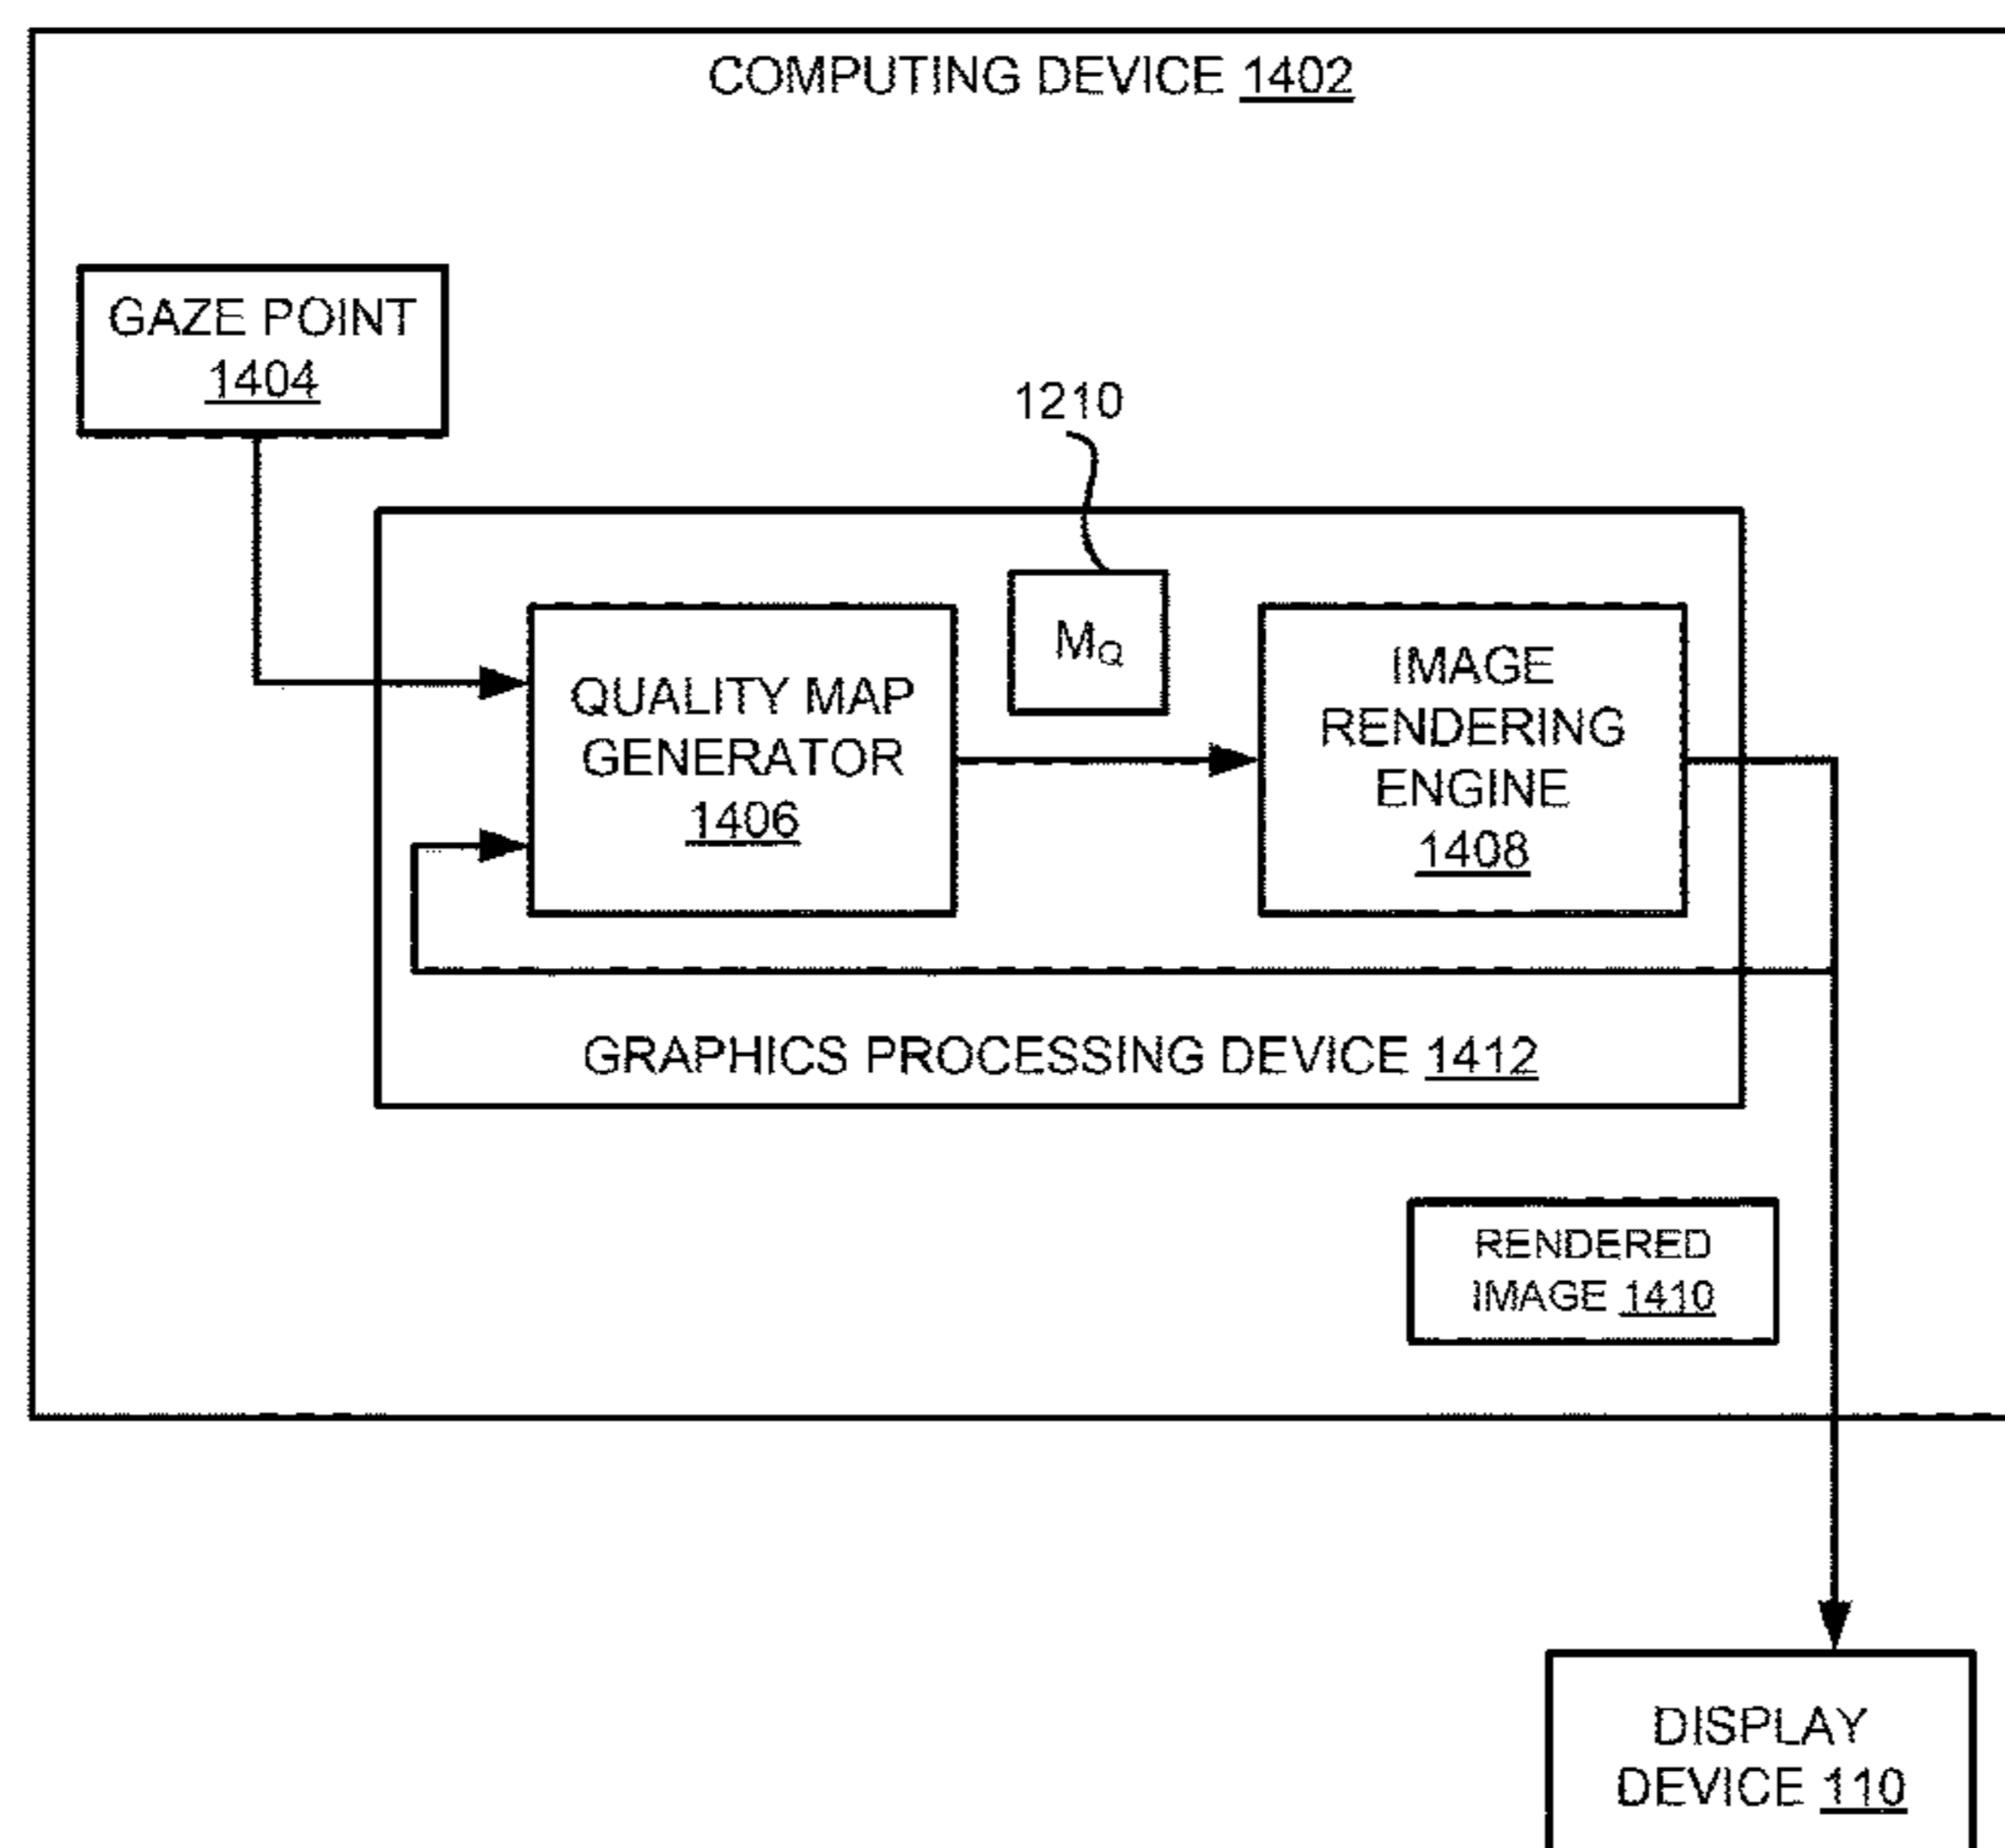 COMPUTING DEVICE 1402
GAZE POINT
1404
1210
M_Q
QUALITY MAP
GENERATOR
1406
IMAGE
RENDERING
ENGINE
1408
GRAPHICS PROCESSING DEVICE 1412
RENDERED
IMAGE 1410
DISPLAY
DEVICE 110